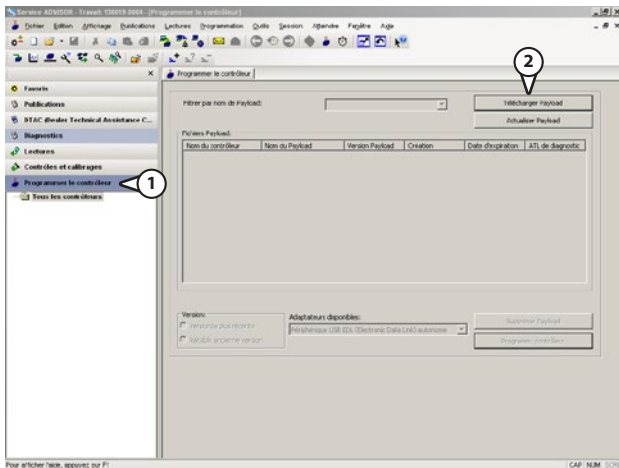 Service ADVISOR - Travail: 130019-0004 - [Programmer le contrôleur]
Fichier Edition Affichage Publications Lectures Programmation Outils Session Atteindre Fenêtre Aide
Programmer le contrôleur
Favoris
Publications
DTAC (Dealer Technical Assistance C...
Diagnostics
Lectures
Contrôles et calibrages
Programmer le contrôleur
Tous les contrôleurs
1
2
Filtrer par nom de Payload:
Télécharger Payload
Actualiser Payload
Fichiers Payload:
Nom du contrôleur Nom du Payload Version Payload Création Date d'expiration ATL de diagnostic
Version:
Version la plus récente
Rétablir ancienne version
Adaptateurs disponibles:
Périphérique USB EDL (Electronic Data Link) autonome
Supprimer Payload
Programm. contrôleur
Pour afficher l'aide, appuyez sur F1
CAP NUM SCRL